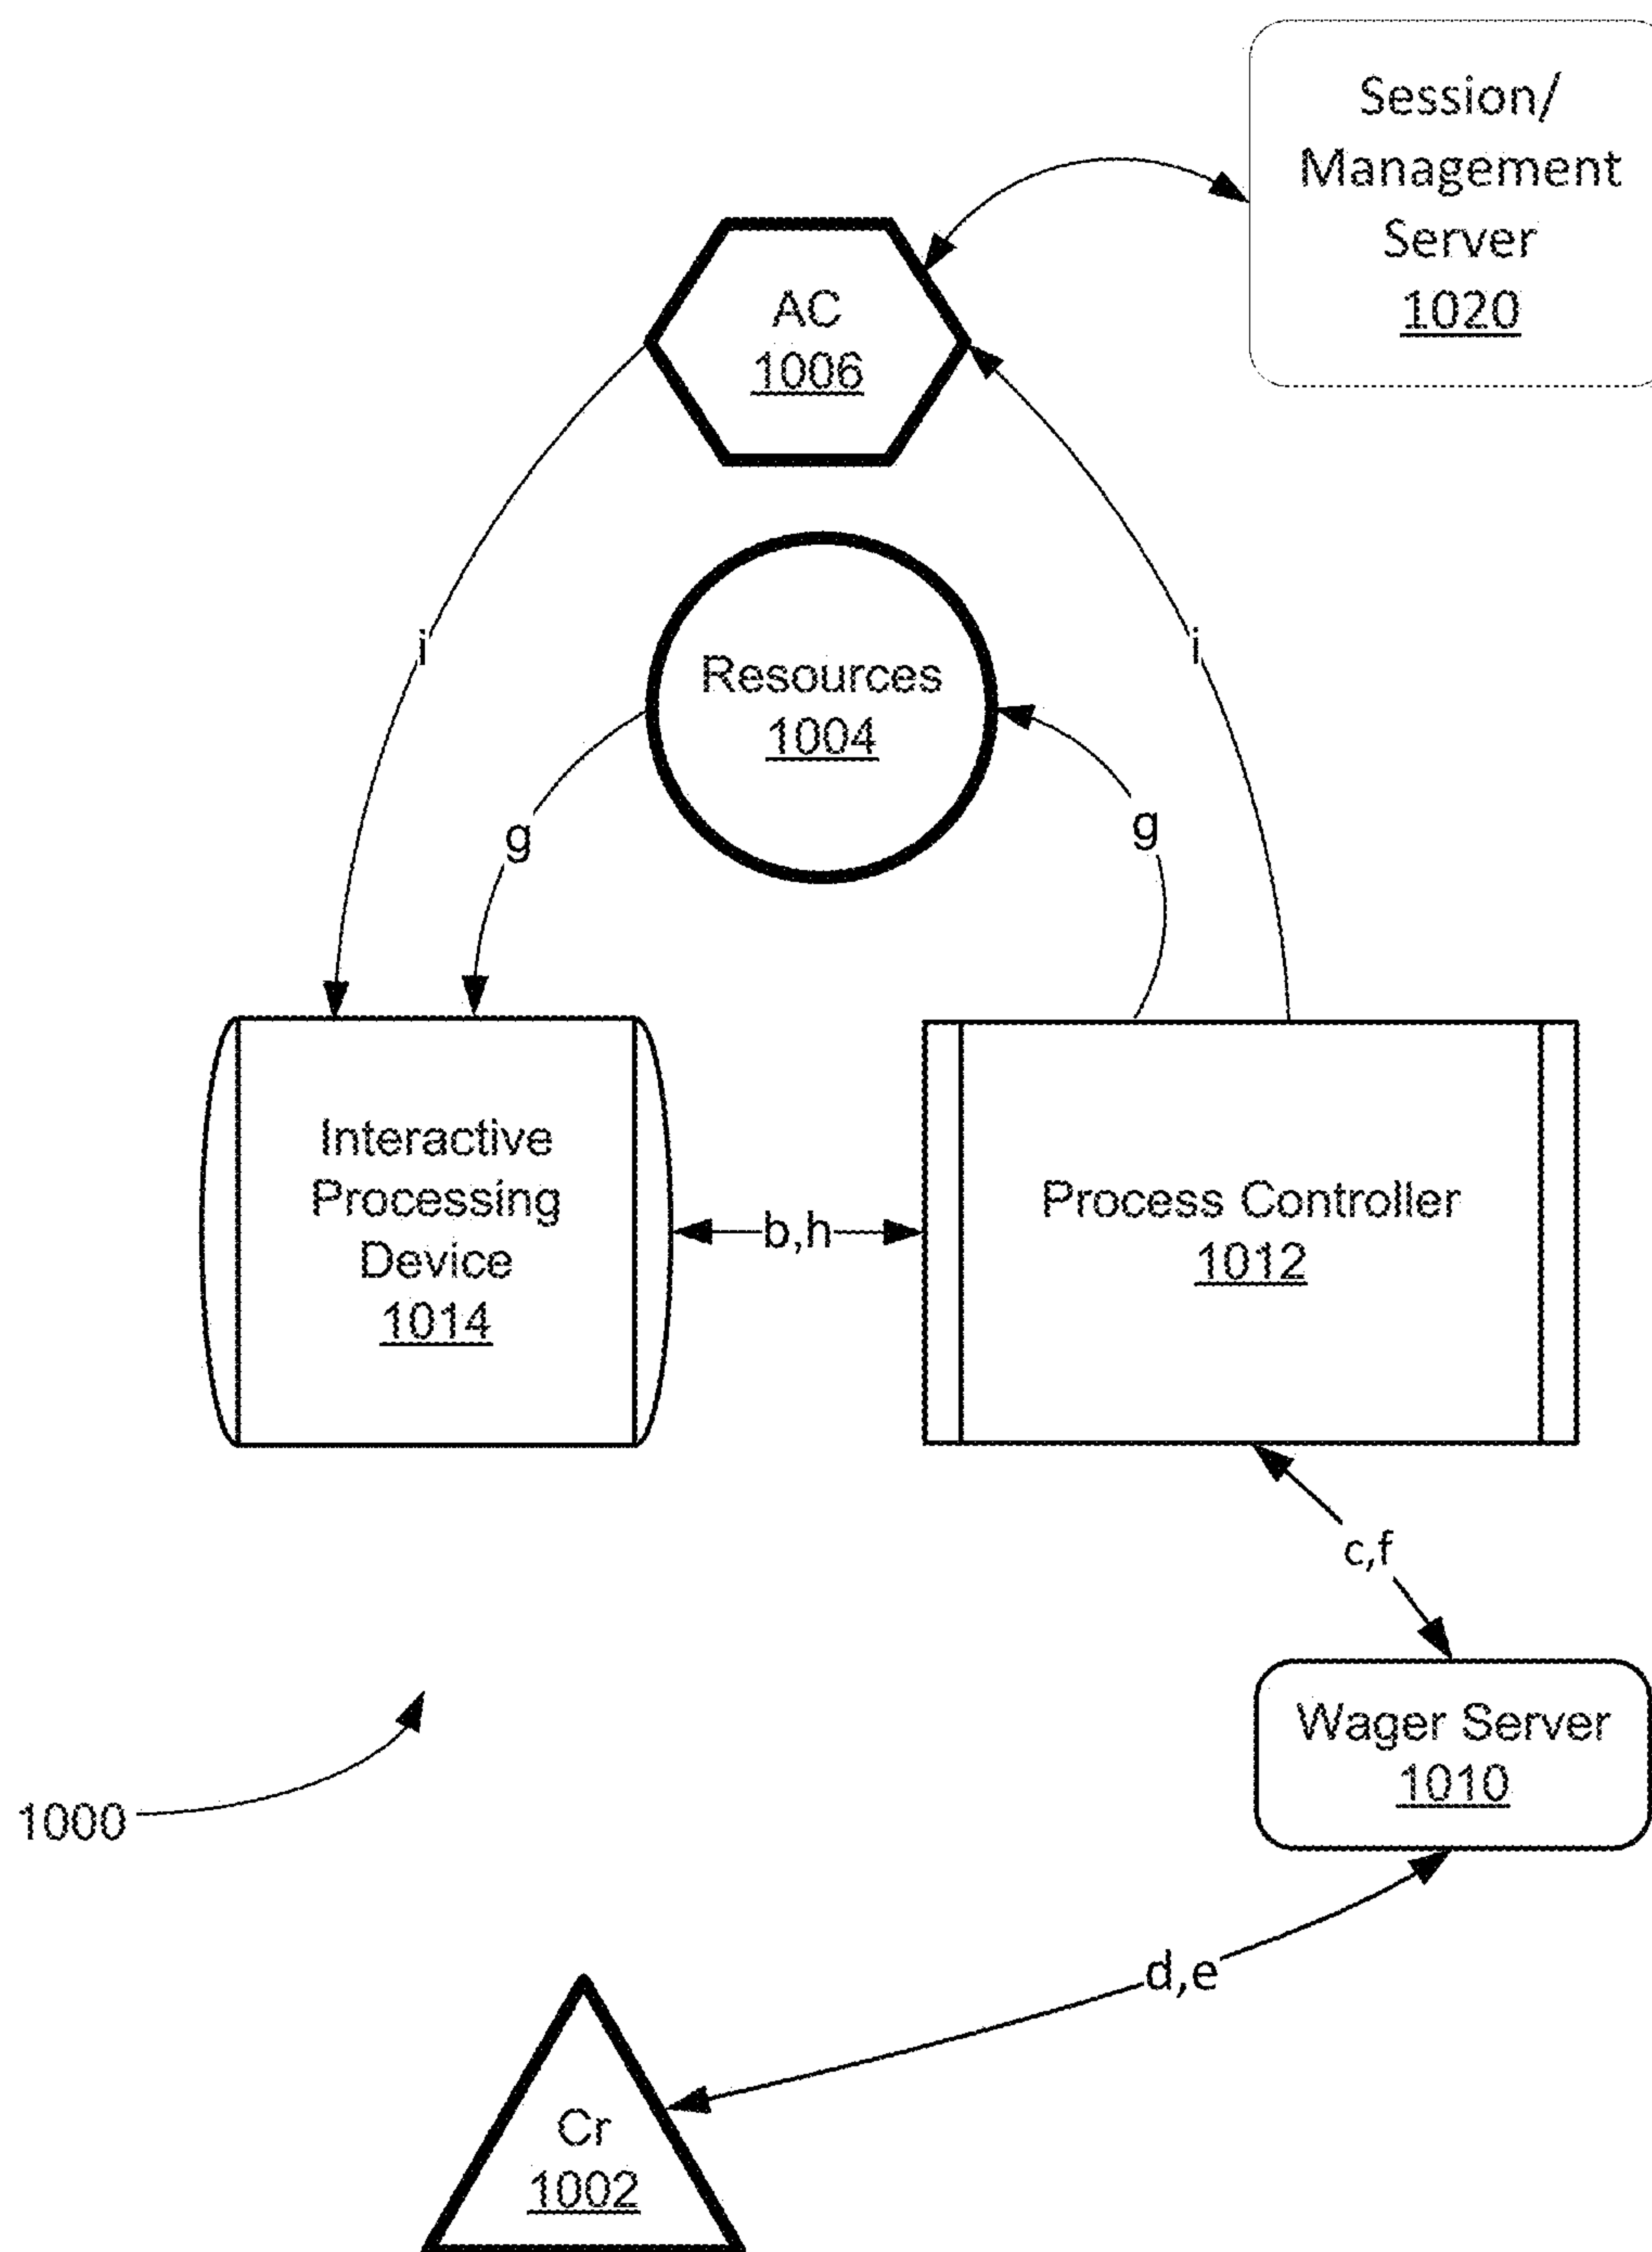 Session/
Management
Server
1020
AC
1006
i
i
Resources
1004
g
g
Interactive
Processing
Device
1014
b,h
Process Controller
1012
c,f
Wager Server
1010
1000
d,e
Cr
1002